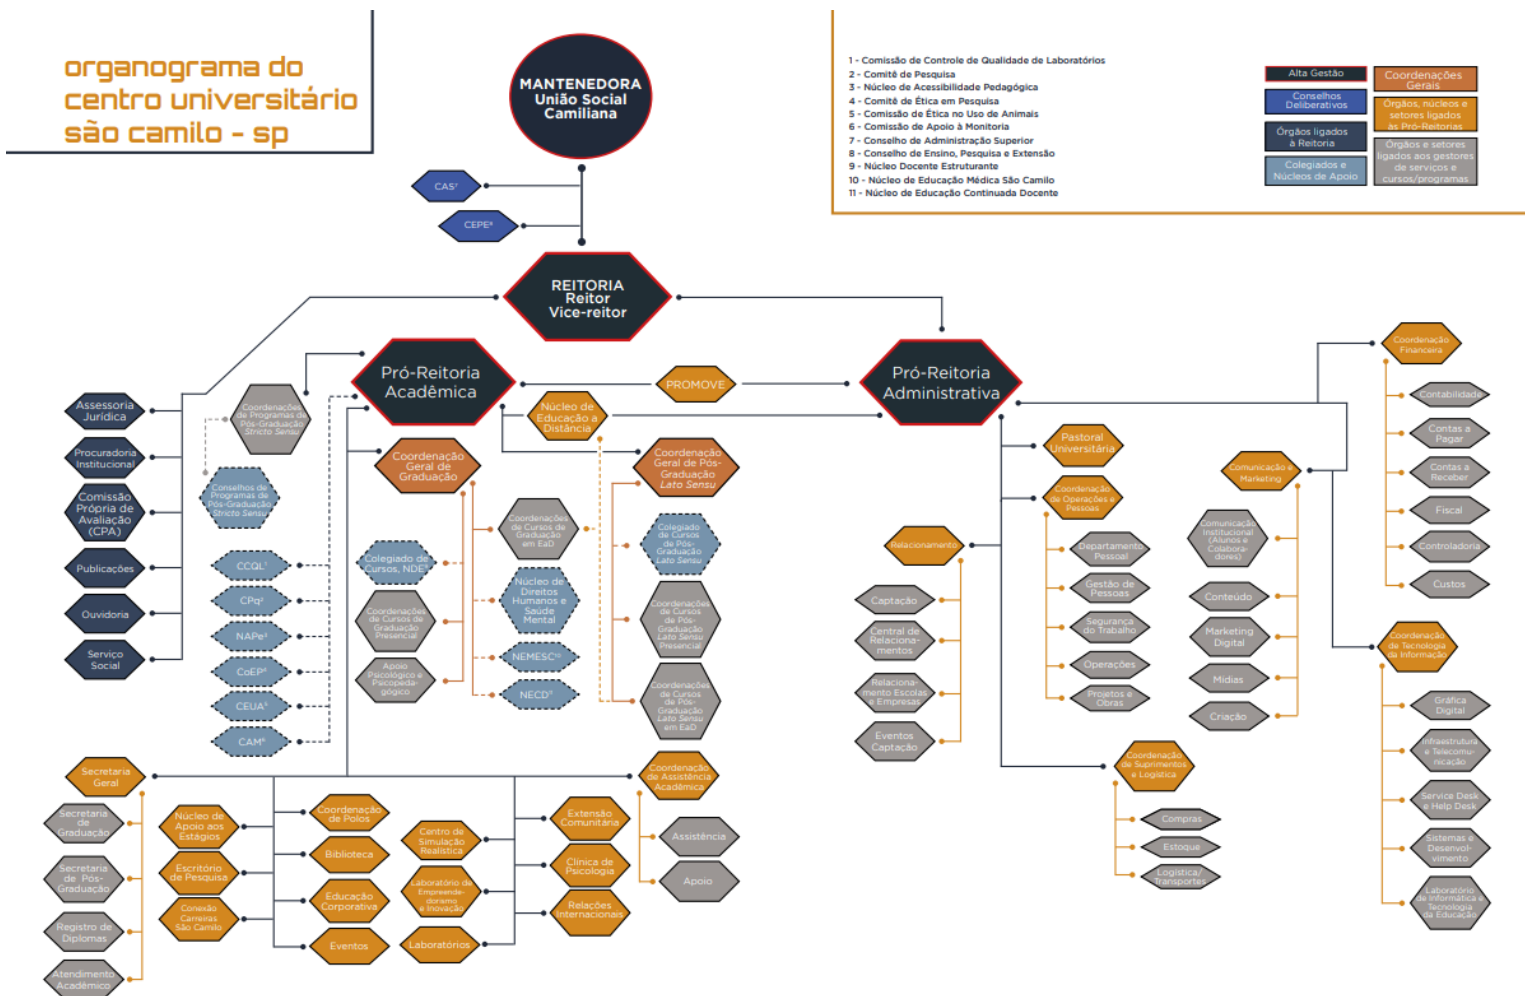 organograma do
centro universitário
são camilo - sp
MANTENEDORA
União Social
Camiliana
1 - Comissão de Controle de Qualidade de Laboratórios
2 - Comitê de Pesquisa
3 - Núcleo de Acessibilidade Pedagógica
4 - Comitê de Ética em Pesquisa
5 - Comissão de Ética no Uso de Animais
6 - Comissão de Apoio à Monitoria
7 - Conselho de Administração Superior
8 - Conselho de Ensino, Pesquisa e Extensão
9 - Núcleo Docente Estruturante
10 - Núcleo de Educação Médica São Camilo
11 - Núcleo de Educação Continuada Docente
Alta Gestão
Conselhos
Deliberativos
Órgãos ligados
à Reitoria
Colegiados e
Núcleos de Apoio
Coordenações
Gerais
Órgãos, núcleos e
setores ligados
às Pró-Reitorias
Órgãos e setores
ligados aos gestores
de serviços e
cursos/programas
CAS⁷
CEPE⁸
REITORIA
Reitor
Vice-reitor
Pró-Reitoria
Acadêmica
PROMOVE
Pró-Reitoria
Administrativa
Núcleo de
Educação a
Distância
Assessoria
Jurídica
Procuradoria
Institucional
Comissão
Própria de
Avaliação
(CPA)
Publicações
Ouvidoria
Serviço
Social
Coordenações
de Programas de
Pós-Graduação
Stricto Sensu
Conselhos de
Programas de
Pós-Graduação
Stricto Sensu
CCQL¹
CPq²
NAPe³
CoEP⁴
CEUA⁵
CAM⁶
Coordenação
Geral de
Graduação
Colegiado de
Cursos, NDE⁹
Coordenações
de Cursos de
Graduação
Presencial
Apoio
Psicológico e
Psicopeda-
gógico
Coordenações
de Cursos de
Graduação
em EaD
Núcleo de
Direitos
Humanos e
Saúde
Mental
NEMESC¹⁰
NECD¹¹
Coordenação
Geral de Pós-
Graduação
Lato Sensu
Colegiado
de Cursos
de Pós-
Graduação
Lato Sensu
Coordenações
de Cursos
de Pós-
Graduação
Lato Sensu
Presencial
Coordenações
de Cursos
de Pós-
Graduação
Lato Sensu
em EaD
Secretaria
Geral
Secretaria
de
Graduação
Secretaria
de Pós-
Graduação
Registro de
Diplomas
Atendimento
Acadêmico
Núcleo de
Apoio aos
Estágios
Escritório
de Pesquisa
Conexão
Carreiras
São Camilo
Coordenação
de Polos
Biblioteca
Educação
Corporativa
Eventos
Centro de
Simulação
Realística
Laboratório de
Empreende-
dorismo
e Inovação
Laboratórios
Extensão
Comunitária
Clínica de
Psicologia
Relações
Internacionais
Coordenação
de Assistência
Acadêmica
Assistência
Apoio
Pastoral
Universitária
Coordenação
de Operações e
Pessoas
Departamento
Pessoal
Gestão de
Pessoas
Segurança
do Trabalho
Operações
Projetos e
Obras
Relacionamento
Captação
Central de
Relaciona-
mentos
Relaciona-
mento Escolas
e Empresas
Eventos
Captação
Coordenação
de Suprimentos
e Logística
Compras
Estoque
Logística/
Transportes
Comunicação e
Marketing
Comunicação
Institucional
(Alunos e
Colabora-
dores)
Conteúdo
Marketing
Digital
Mídias
Criação
Coordenação
Financeira
Contabilidade
Contas a
Pagar
Contas a
Receber
Fiscal
Controladoria
Custos
Coordenação
de Tecnologia
da Informação
Gráfica
Digital
Infraestrutura
e Telecomu-
nicação
Service Desk
e Help Desk
Sistemas e
Desenvol-
vimento
Laboratório
de Informática e
Tecnologia
da Educação